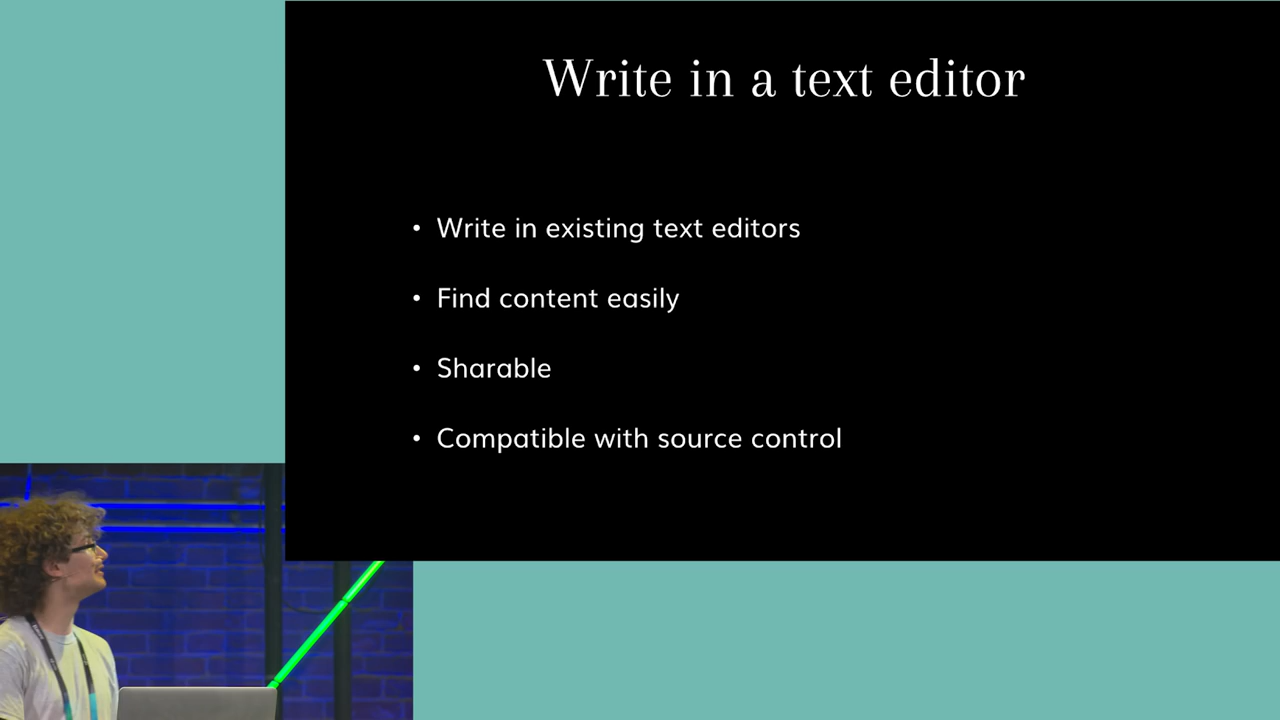 Write in a text editor
• Write in existing text editors
• Find content easily
• Sharable
• Compatible with source control